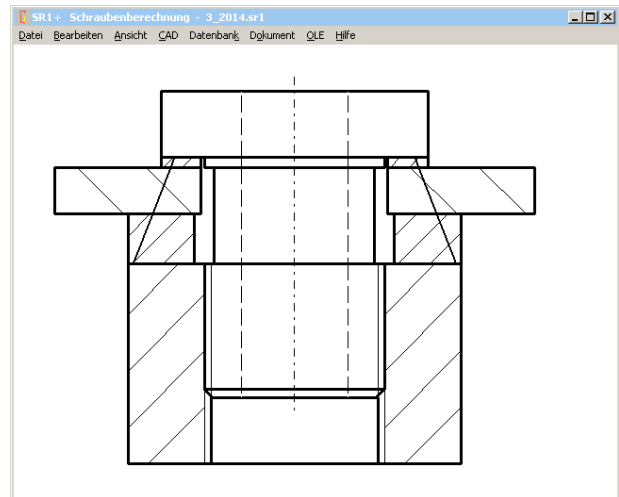 SR1+ Schraubenberechnung - 3_2014.sr1
Datei Bearbeiten Ansicht CAD Datenbank Dokument OLE Hilfe